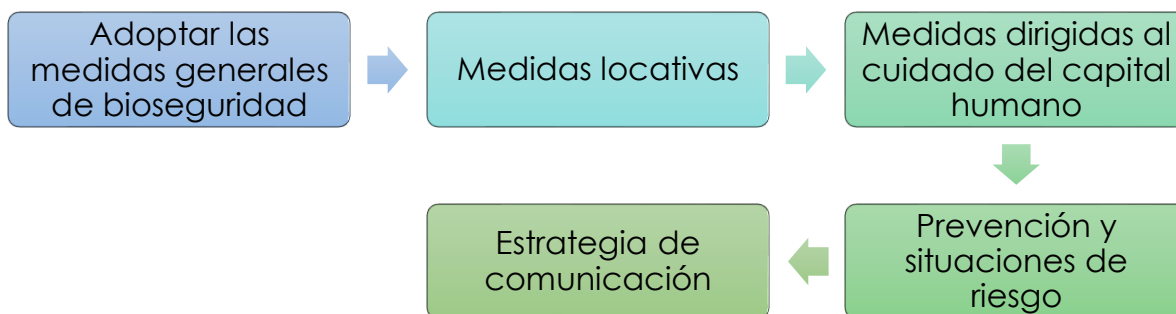 Adoptar las
medidas generales
de bioseguridad
Medidas locativas
Medidas dirigidas al
cuidado del capital
humano
Prevención y
situaciones de
riesgo
Estrategia de
comunicación